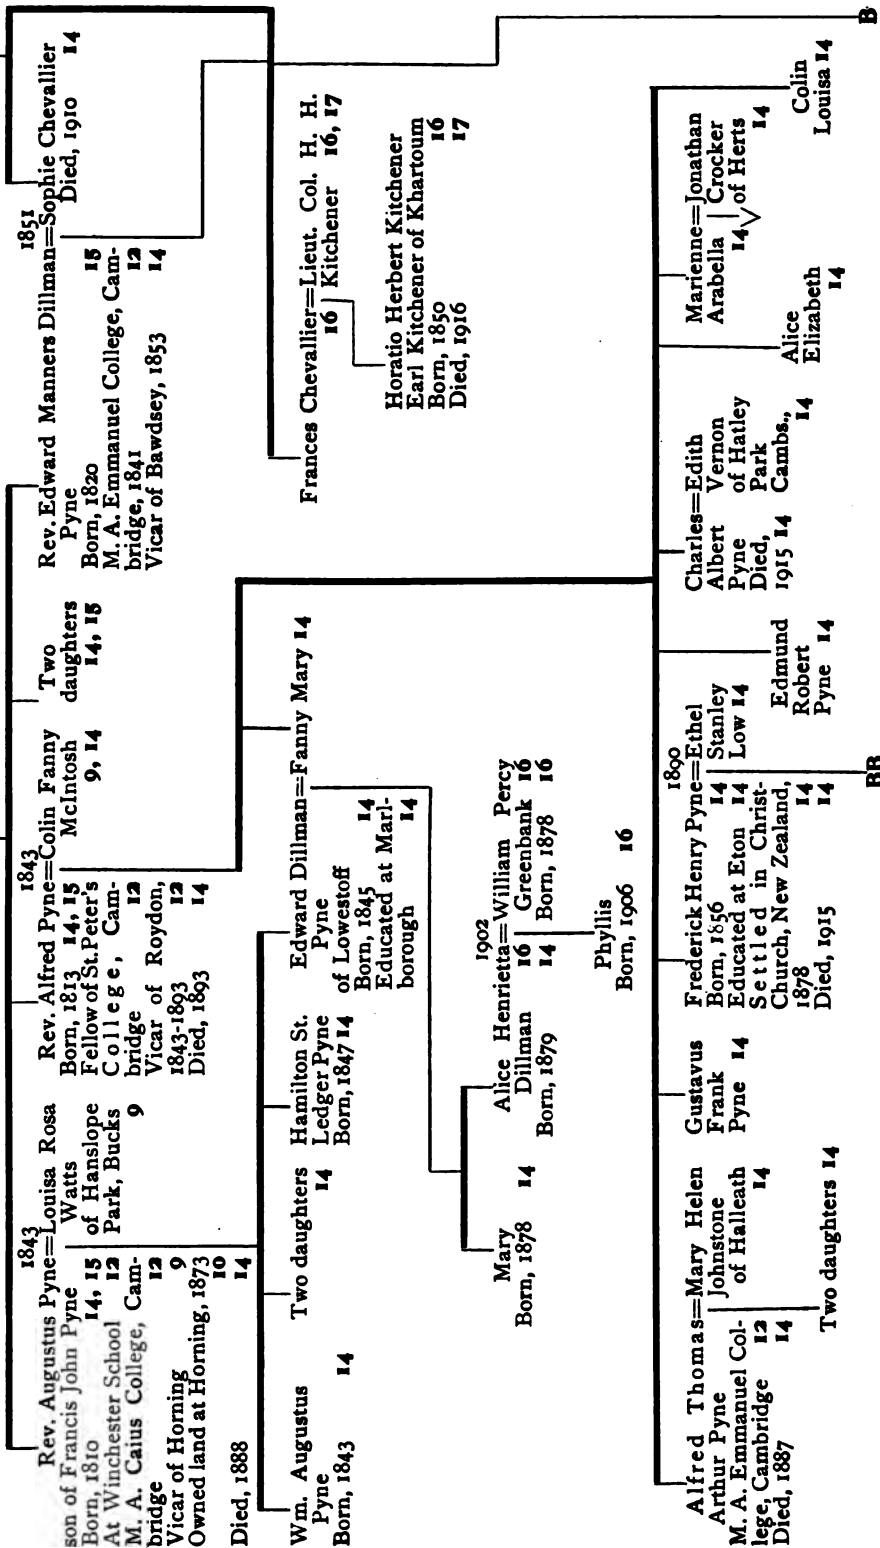 1843
Rev. Augustus Pyne=Louisa Rosa
son of Francis John Pyne Watts
14, 15 of Hanslope
Born, 1810 Park, Bucks
At Winchester School 12 9
M. A. Caius College, Cam-
bridge 12
Vicar of Horning 9
Owned land at Horning, 1873
10
Died, 1888 14
1843
Rev. Alfred Pyne=Colin Fanny
Born, 1813 14, 15 McIntosh
Fellow of St. Peter's 9, 14
College, Cam-
bridge 12
Vicar of Roydon,
1843-1893 12
Died, 1893 14
Two
daughters
14, 15
1851
Rev. Edward Manners Dillman=Sophie Chevallier
Pyne Died, 1910 14
Born, 1820 15
M. A. Emmanuel College, Cam-
bridge, 1841 12
Vicar of Bawdsey, 1853 14
B
Wm. Augustus
Pyne
Born, 1843 14
Two daughters
14
Hamilton St.
Ledger Pyne
Born, 1847 14
Edward Dillman=Fanny Mary 14
Pyne
of Lowestoff
Born, 1845 14
Educated at Marl-
borough 14
Frances Chevallier=Lieut. Col. H. H.
16 Kitchener 16, 17
Horatio Herbert Kitchener
Earl Kitchener of Khartoum
Born, 1850 16
Died, 1916 17
Mary
Born, 1878 14
1902
Alice Henrietta=William Percy
Dillman 16 Greenbank 16
Born, 1879 14 Born, 1878 16
Phyllis
Born, 1906 16
Alfred Thomas=Mary Helen
Arthur Pyne Johnstone
M. A. Emmanuel Col- of Halleath
lege, Cambridge 12 14
Died, 1887 14
Two daughters 14
Gustavus
Frank
Pyne 14
1890
Frederick Henry Pyne=Ethel
Born, 1856 14 Stanley
Educated at Eton 14 Low 14
Settled in Christ-
Church, New Zealand,
1878 14
Died, 1915 14
BB
Edmund
Robert
Pyne 14
Charles=Edith
Albert Vernon
Pyne of Hatley
Died, Park
1915 14 Cambs.,
14
Alice
Elizabeth
14
Marienne=Jonathan
Arabella Crocker
14 of Herts
14
Colin
Louisa 14